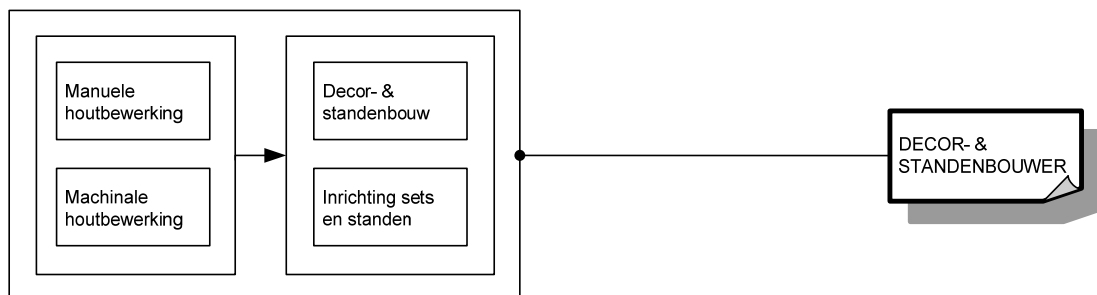 Manuele
houtbewerking
Machinale
houtbewerking
Decor- &
standenbouw
Inrichting sets
en standen
DECOR- &
STANDENBOUWER